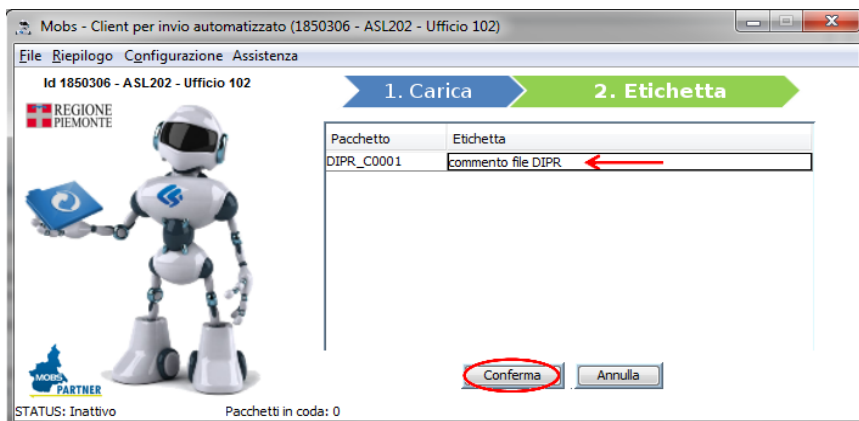 Mobs - Client per invio automatizzato (1850306 - ASL202 - Ufficio 102)
File Riepilogo Configurazione Assistenza
Id 1850306 - ASL202 - Ufficio 102
REGIONE
PIEMONTE
1. Carica
2. Etichetta
Pacchetto Etichetta
DIPR_C0001 commento file DIPR
Conferma Annulla
MOBS
PARTNER
STATUS: Inattivo Pacchetti in coda: 0